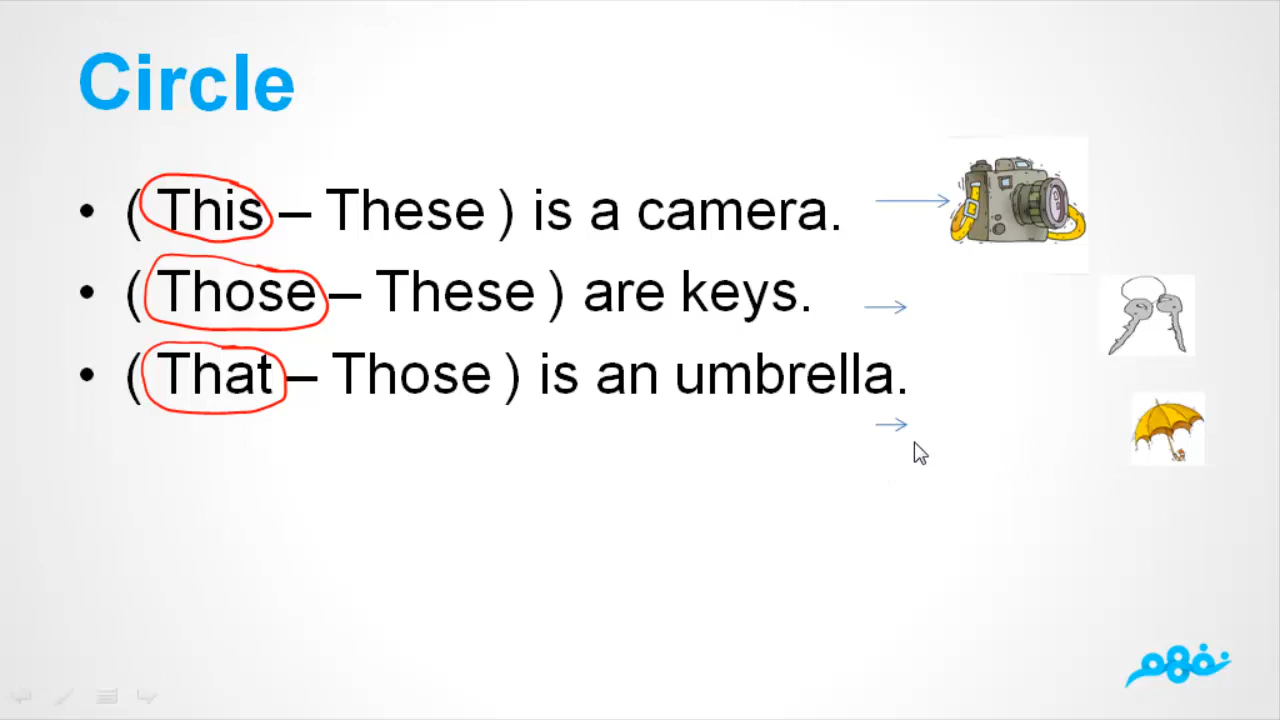 Circle
• ( This – These ) is a camera.
• ( Those – These ) are keys.
• ( That – Those ) is an umbrella.
نفهم